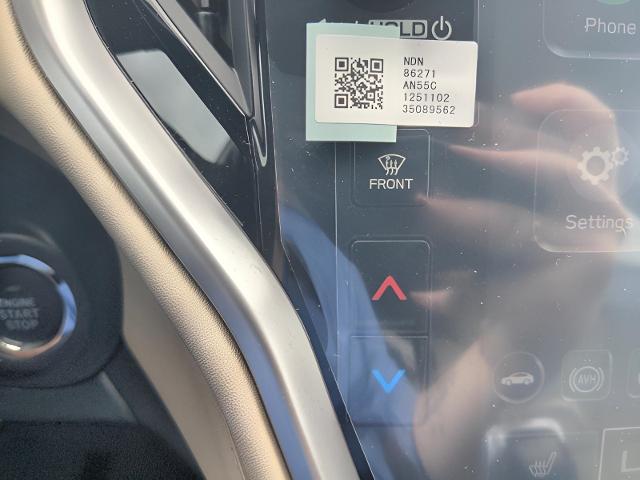 HOLD
Phone
NDN
86271
AN55C
1251102
35089562
FRONT
Settings
ENGINE
START
STOP
AVH